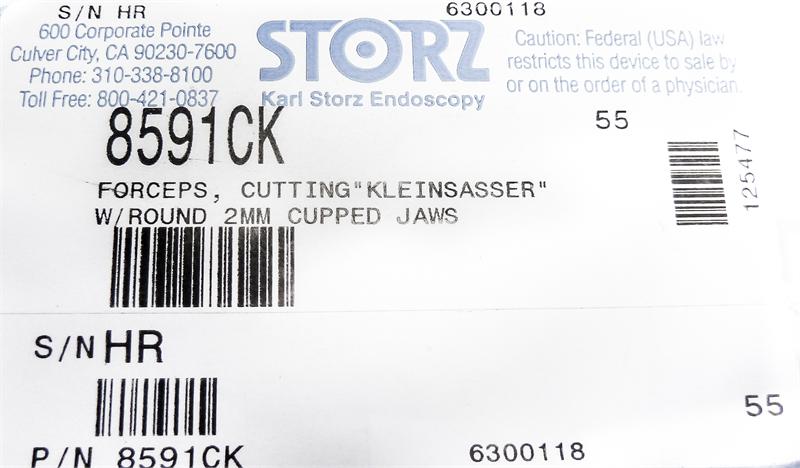 S/N HR 6300118
600 Corporate Pointe
Culver City, CA 90230-7600
Phone: 310-338-8100
Toll Free: 800-421-0837
STORZ
Karl Storz Endoscopy
Caution: Federal (USA) law
restricts this device to sale by
or on the order of a physician.
8591CK
55
FORCEPS, CUTTING"KLEINSASSER"
W/ROUND 2MM CUPPED JAWS
125477
S/N HR
55
P/N 8591CK 6300118